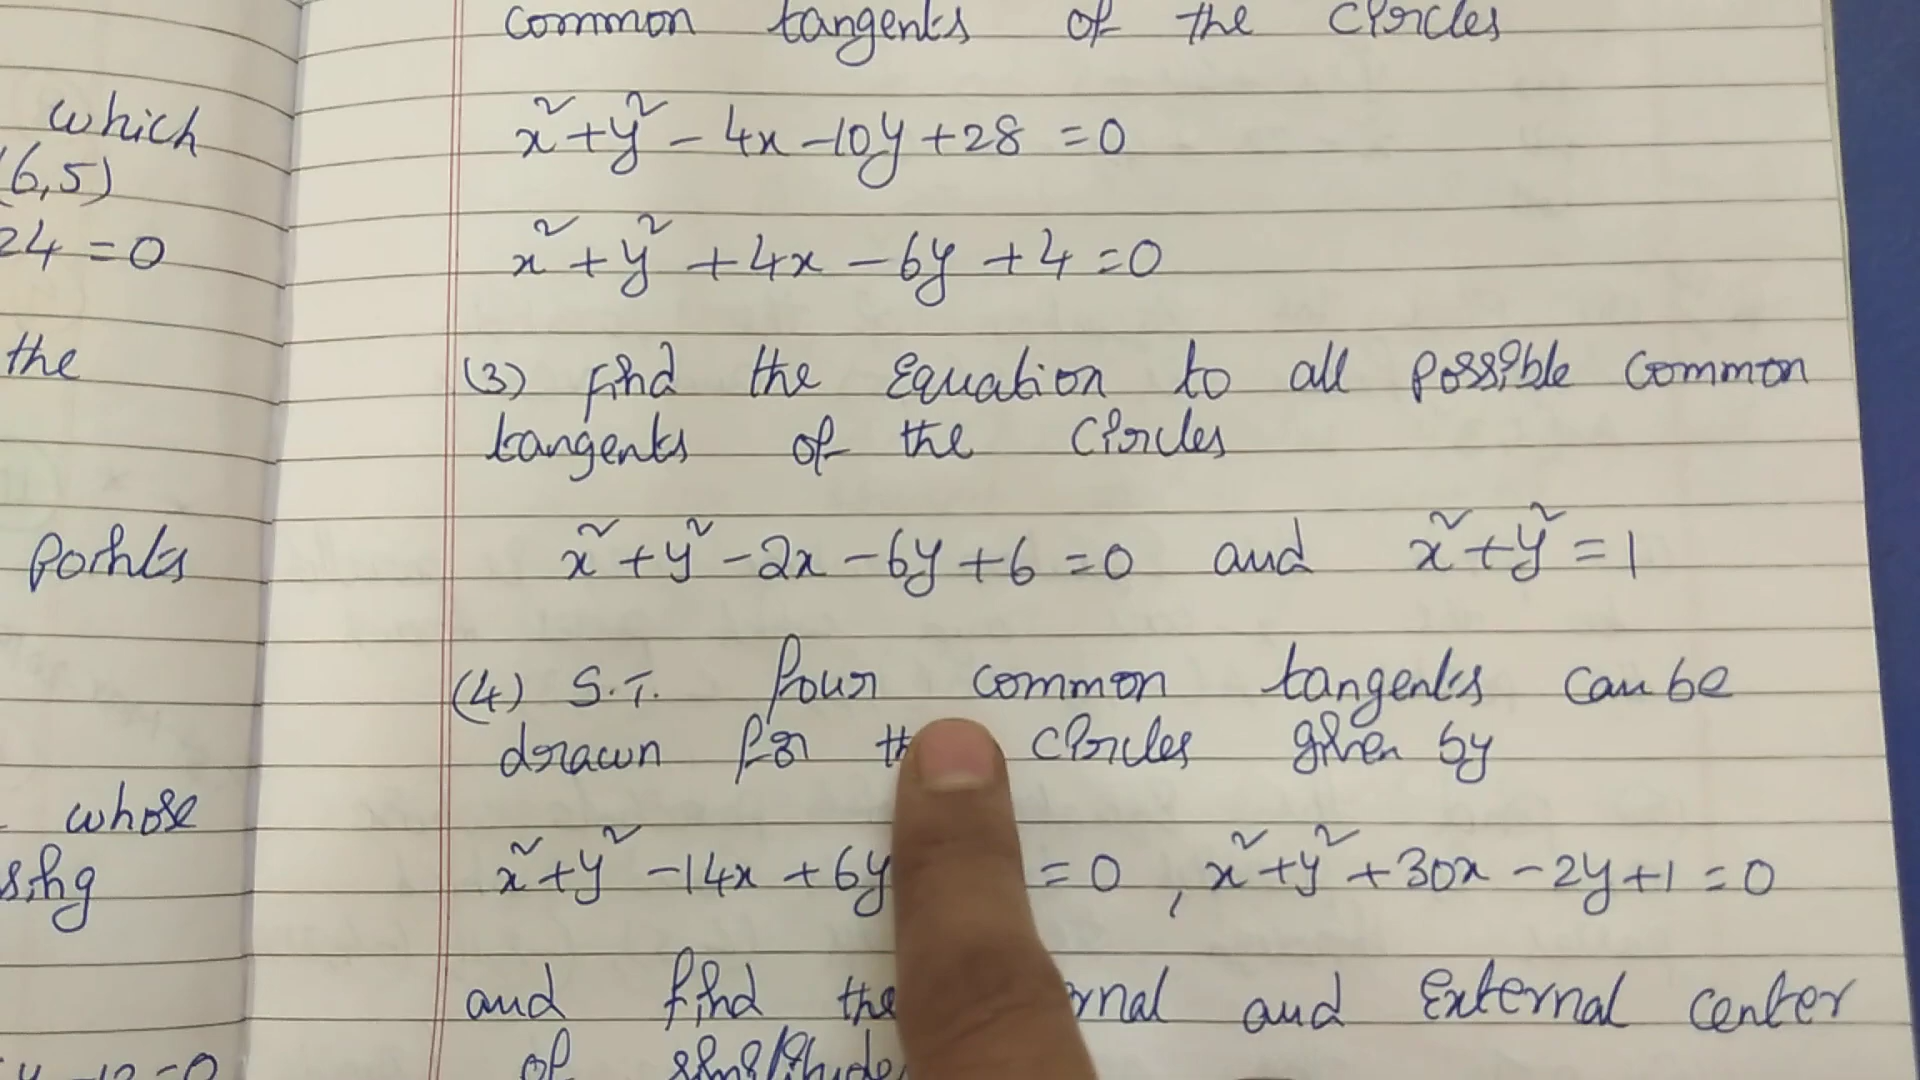 which
(6,5)
24 = 0
the
points
whose
common tangents of the circles
x²+y² - 4x - 10y + 28 = 0
x² + y² + 4x - 6y + 4 = 0
(3) Find the Equation to all possible common
tangents of the circles
x² + y² - 2x - 6y + 6 = 0 and x² + y² = 1
(4) S.T. four common tangents can be
drawn for the circles given by
x² + y² - 14x + 6y = 0 , x² + y² + 30x - 2y + 1 = 0
and find the and External center
of similitude